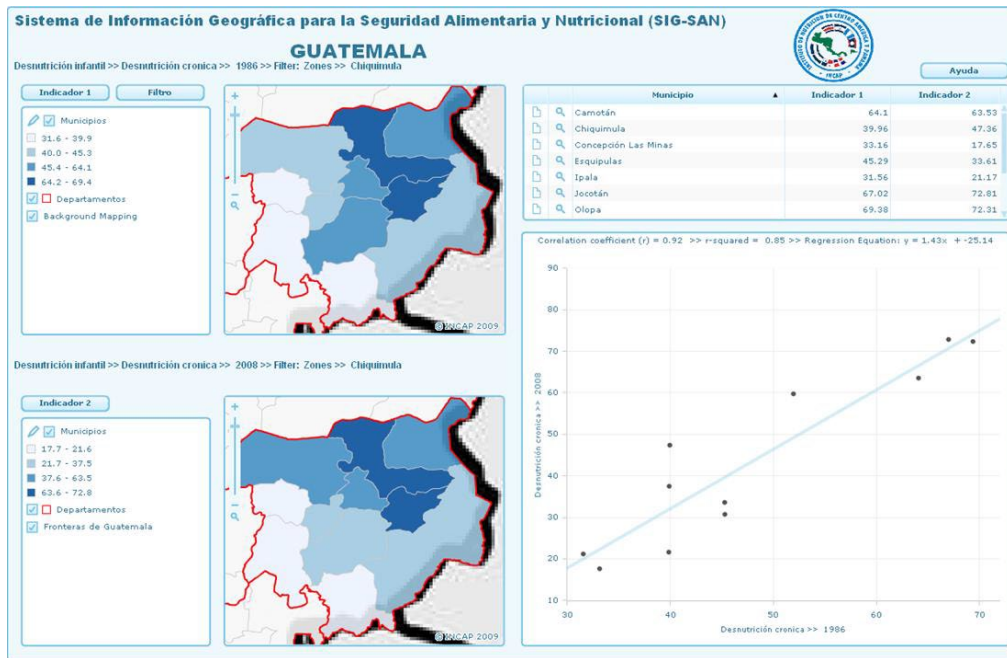 Sistema de Información Geográfica para la Seguridad Alimentaria y Nutricional (SIG-SAN)
GUATEMALA
Desnutrición infantil >> Desnutrición cronica >> 1986 >> Filter: Zones >> Chiquimula
Ayuda
Indicador 1
Filtro
Municipios
31.6 - 39.9
40.0 - 45.3
45.4 - 64.1
64.2 - 69.4
Departamentos
Background Mapping
© INCAP 2009
Municipio Indicador 1 Indicador 2
Camotán 64.1 63.53
Chiquimula 39.96 47.36
Concepción Las Minas 33.16 17.65
Esquipulas 45.29 33.61
Ipala 31.56 21.17
Jocotán 67.02 72.81
Olopa 69.38 72.31
Desnutrición infantil >> Desnutrición cronica >> 2008 >> Filter: Zones >> Chiquimula
Indicador 2
Municipios
17.7 - 21.6
21.7 - 37.5
37.6 - 63.5
63.6 - 72.8
Departamentos
Fronteras de Guatemala
© INCAP 2009
Correlation coefficient (r) = 0.92 >> r-squared = 0.85 >> Regression Equation: y = 1.43x + -25.14
Desnutrición cronica >> 2008
90
80
70
60
50
40
30
20
10
30 40 50 60 70
Desnutrición cronica >> 1986